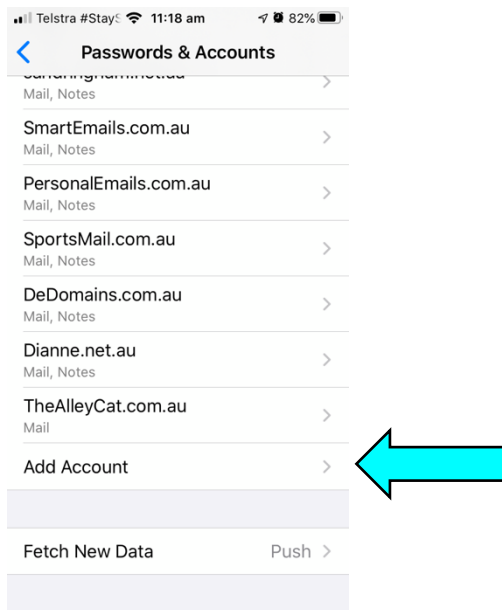 Telstra #StayS 11:18 am 82%
Passwords & Accounts
Mail, Notes
SmartEmails.com.au
Mail, Notes
PersonalEmails.com.au
Mail, Notes
SportsMail.com.au
Mail, Notes
DeDomains.com.au
Mail, Notes
Dianne.net.au
Mail, Notes
TheAlleyCat.com.au
Mail
Add Account
Fetch New Data Push